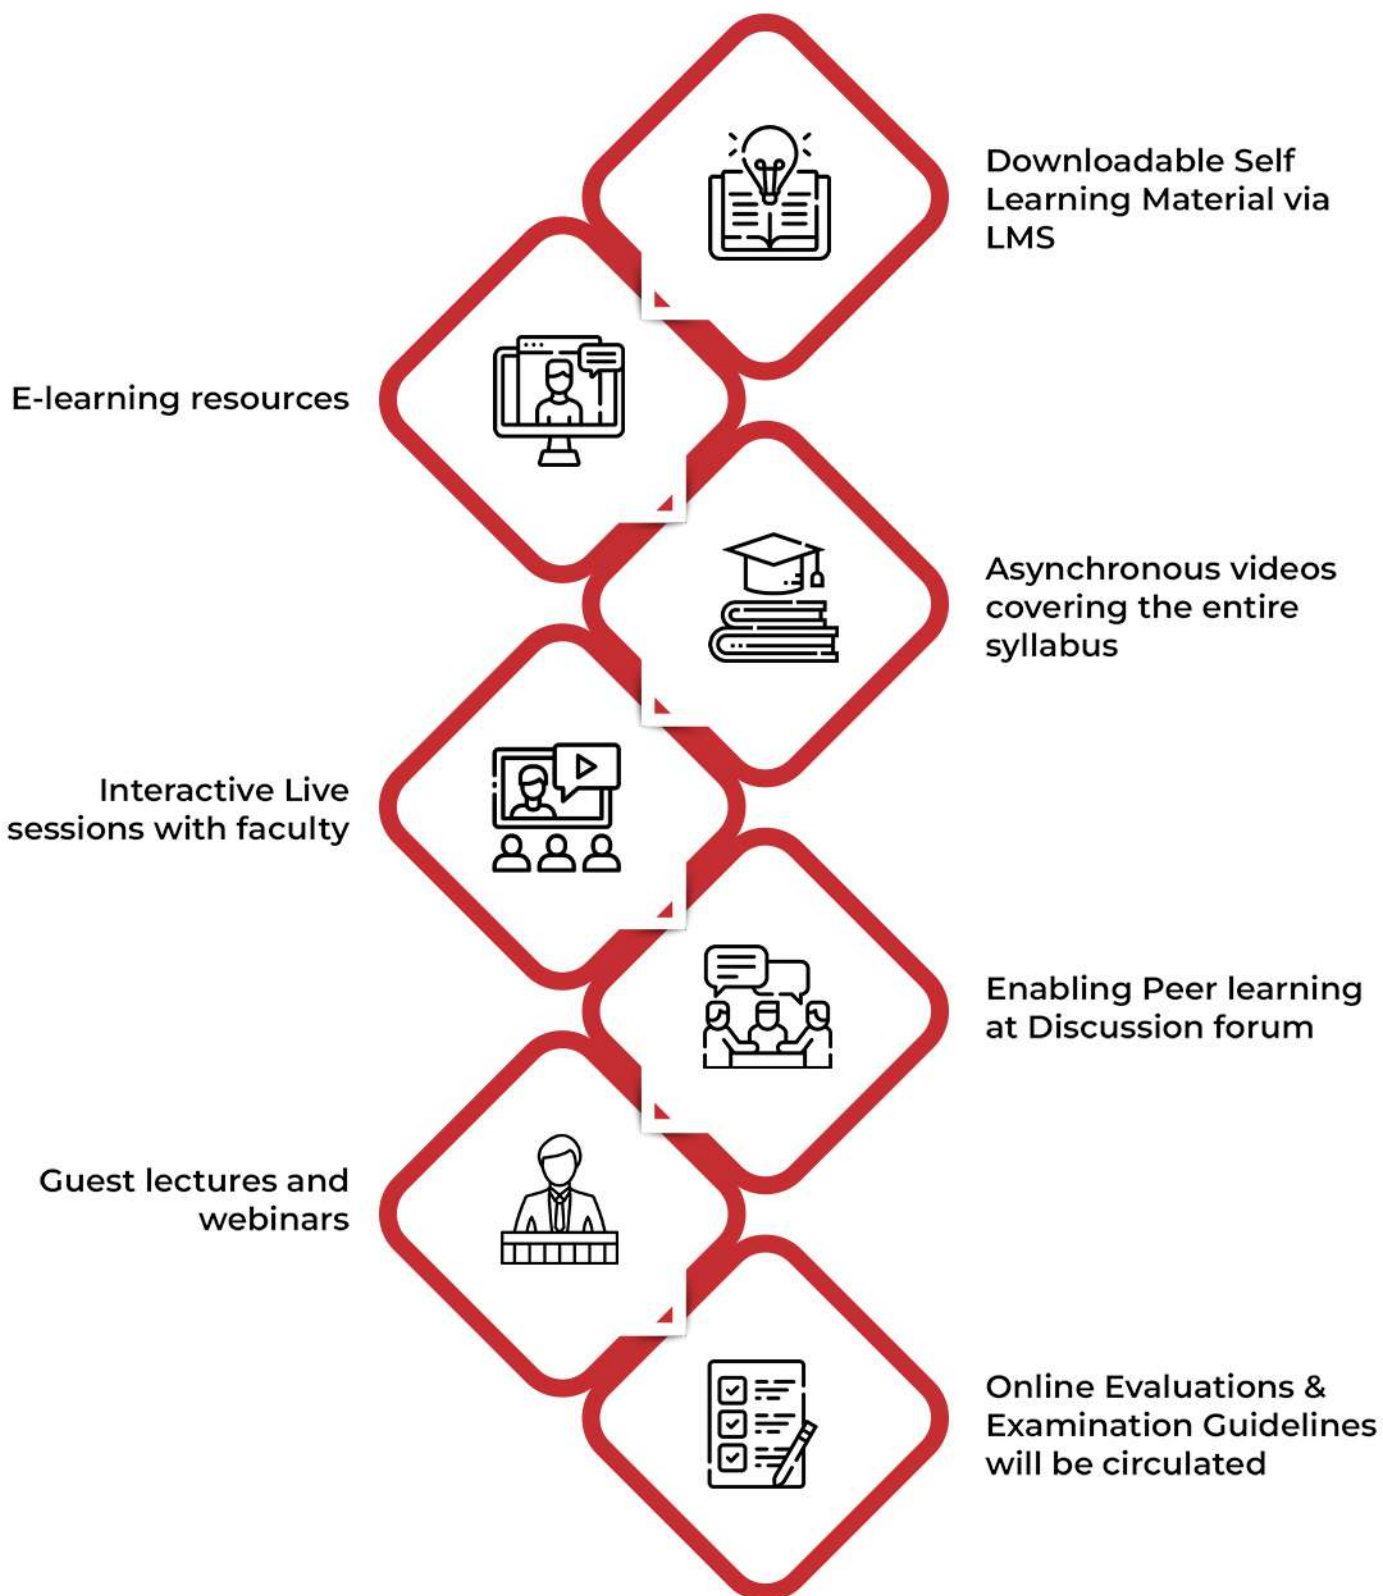 Downloadable Self
Learning Material via
LMS
E-learning resources
Asynchronous videos
covering the entire
syllabus
Interactive Live
sessions with faculty
Enabling Peer learning
at Discussion forum
Guest lectures and
webinars
Online Evaluations &
Examination Guidelines
will be circulated